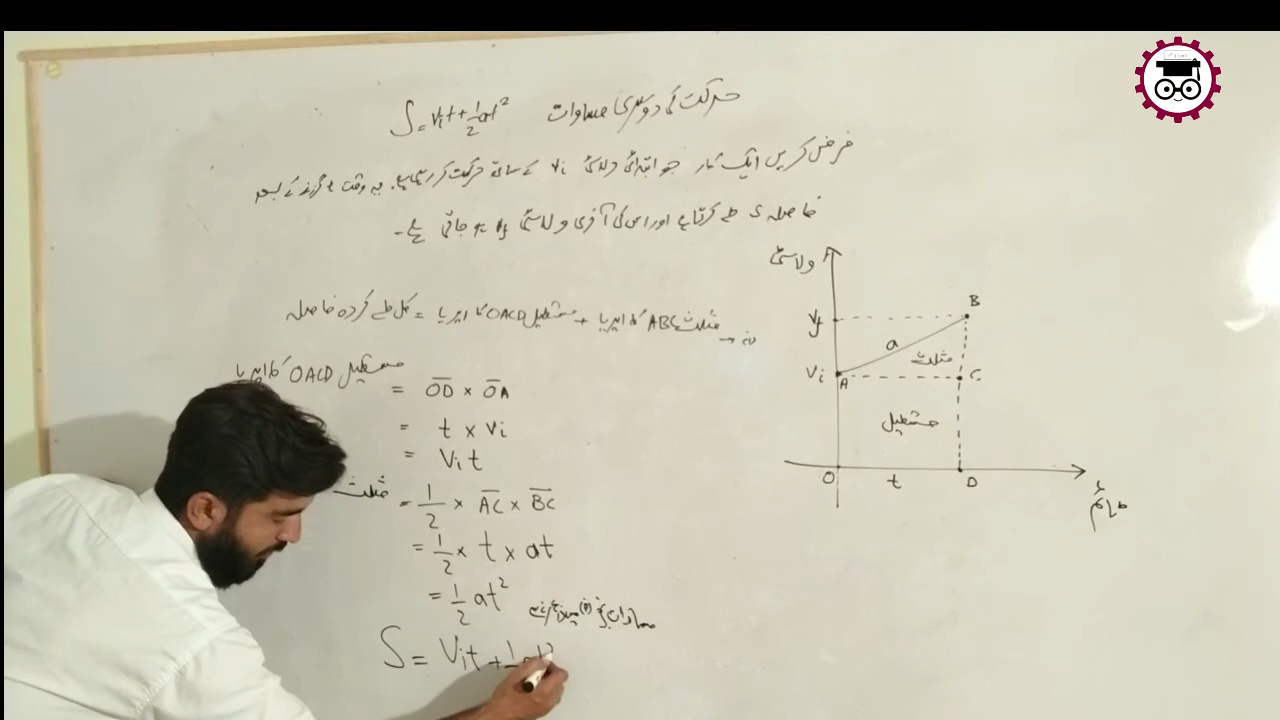 حرکت کی دوسری مساوات S = Vit + 1/2 at²
فرض کریں ایک کار جو ابتدائی ولاسٹی Vi کے ساتھ حرکت کر رہی ہے۔ یہ وقت t گزرنے کے بعد
فاصلہ S طے کرتا ہے اور اس کی آخری ولاسٹی Vf ہو جاتی ہے۔
کل طے کردہ فاصلہ = مستطیل OACD کا ایریا + مثلث ABC کا ایریا
مستطیل OACD کا ایریا = OD × OA
= t × Vi
= Vit
مثلث = 1/2 × AC × BC
= 1/2 × t × at
= 1/2 at²
مساوات
S = Vit + 1
ولاسٹی
B
Vf
a
مثلث
Vi
A
C
مستطیل
O
t
D
ٹائم